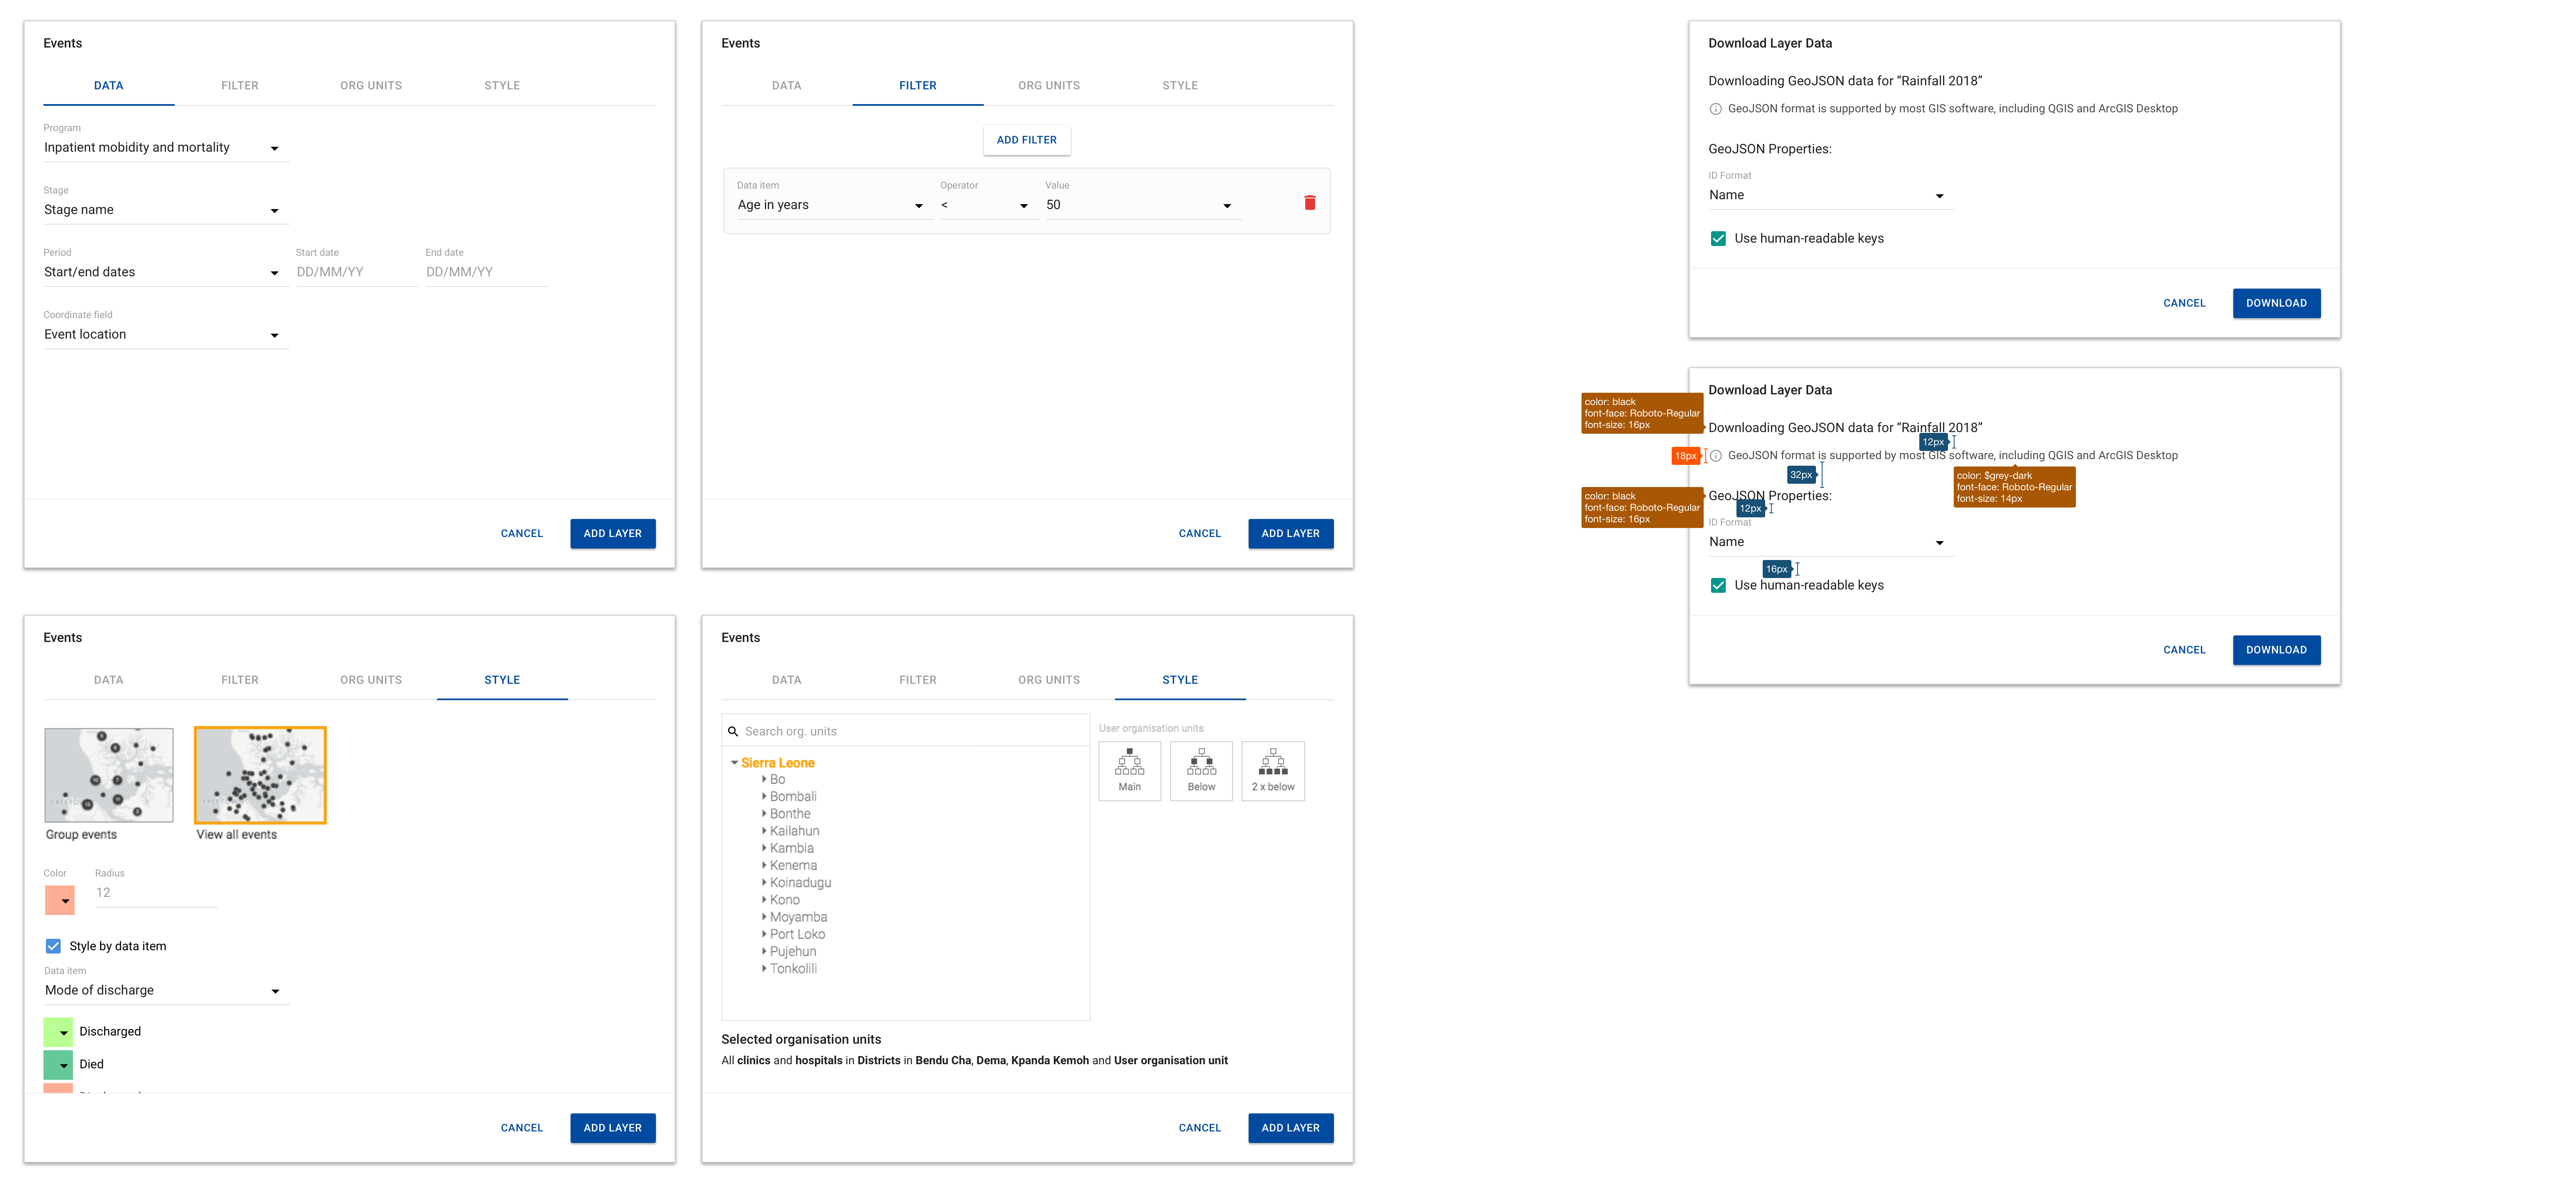 Events
DATA FILTER ORG UNITS STYLE
Program
Inpatient mobidity and mortality
Stage
Stage name
Period Start date End date
Start/end dates DD/MM/YY DD/MM/YY
Coordinate field
Event location
CANCEL ADD LAYER
Events
DATA FILTER ORG UNITS STYLE
ADD FILTER
Data item Operator Value
Age in years < 50
CANCEL ADD LAYER
Download Layer Data
Downloading GeoJSON data for “Rainfall 2018”
GeoJSON format is supported by most GIS software, including QGIS and ArcGIS Desktop
GeoJSON Properties:
ID Format
Name
Use human-readable keys
CANCEL DOWNLOAD
Download Layer Data
color: black
font-face: Roboto-Regular
font-size: 16px
Downloading GeoJSON data for “Rainfall 2018”
12px
18px
GeoJSON format is supported by most GIS software, including QGIS and ArcGIS Desktop
32px
color: $grey-dark
font-face: Roboto-Regular
font-size: 14px
color: black
font-face: Roboto-Regular
font-size: 16px
GeoJSON Properties:
12px
ID Format
Name
16px
Use human-readable keys
CANCEL DOWNLOAD
Events
DATA FILTER ORG UNITS STYLE
Group events View all events
Color Radius
12
Style by data item
Data item
Mode of discharge
Discharged
Died
CANCEL ADD LAYER
Events
DATA FILTER ORG UNITS STYLE
Search org. units
Sierra Leone
Bo
Bombali
Bonthe
Kailahun
Kambia
Kenema
Koinadugu
Kono
Moyamba
Port Loko
Pujehun
Tonkolili
User organisation units
Main Below 2 x below
Selected organisation units
All clinics and hospitals in Districts in Bendu Cha, Dema, Kpanda Kemoh and User organisation unit
CANCEL ADD LAYER